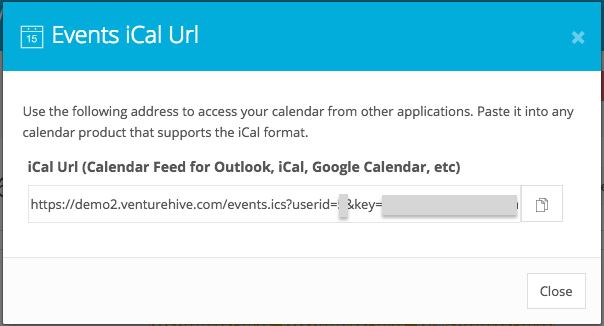 15
Events iCal Url
×
Use the following address to access your calendar from other applications. Paste it into any
calendar product that supports the iCal format.
iCal Url (Calendar Feed for Outlook, iCal, Google Calendar, etc)
https://demo2.venturehive.com/events.ics?userid= &key=
Close